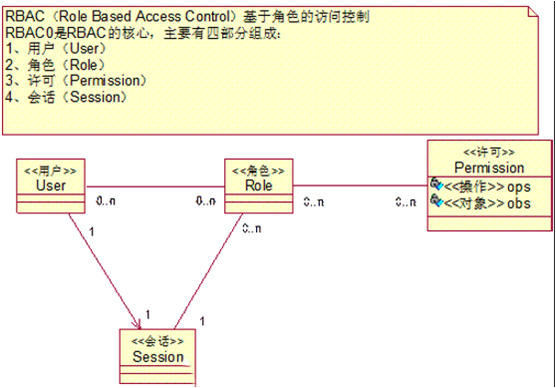 RBAC（Role Based Access Control）基于角色的访问控制
RBAC0是RBAC的核心，主要有四部分组成：
1、用户（User）
2、角色（Role）
3、许可（Permission）
4、会话（Session）
<<用户>>
User
<<角色>>
Role
<<许可>>
Permission
<<操作>> ops
<<对象>> obs
0..n
0..n
0..n
0..n
1
0..n
1
1
<<会话>>
Session